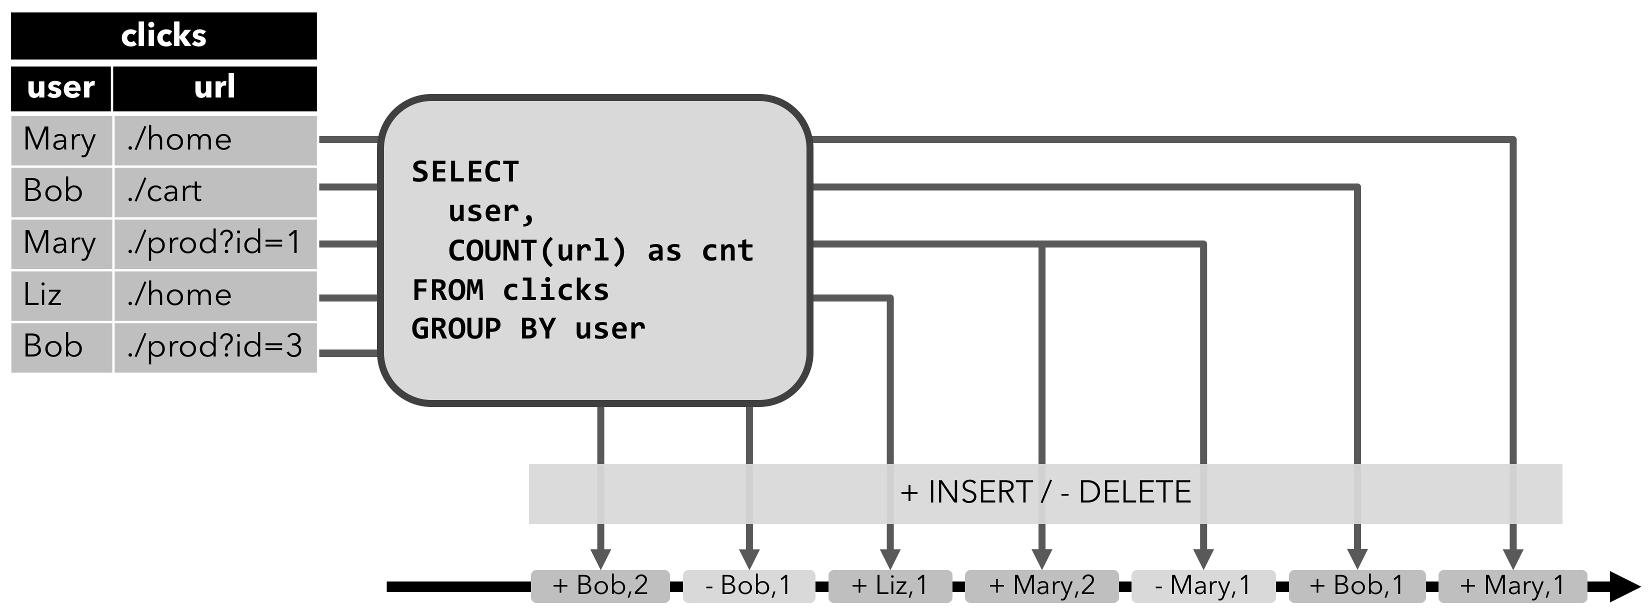 clicks
user url
Mary ./home
Bob ./cart
Mary ./prod?id=1
Liz ./home
Bob ./prod?id=3
SELECT
user,
COUNT(url) as cnt
FROM clicks
GROUP BY user
+ INSERT / - DELETE
+ Bob,2 - Bob,1 + Liz,1 + Mary,2 - Mary,1 + Bob,1 + Mary,1